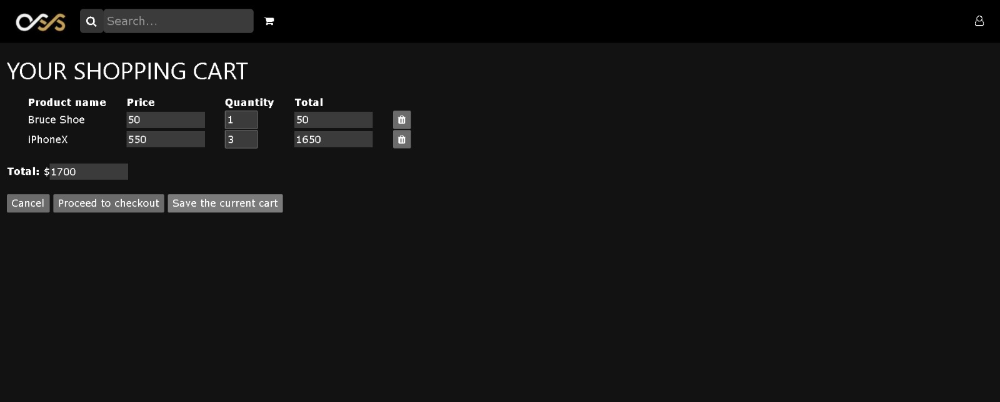 OSS Search...
YOUR SHOPPING CART
Product name Price Quantity Total
Bruce Shoe 50 1 50
iPhoneX 550 3 1650
Total: $1700
Cancel Proceed to checkout Save the current cart